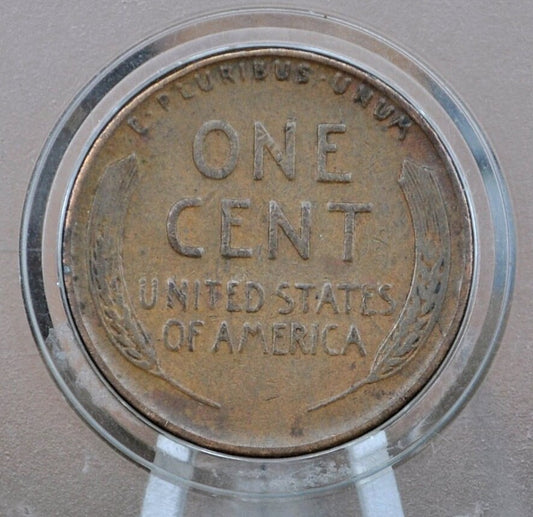 E·PLURIBUS·UNUM
ONE
CENT
UNITED STATES
OF AMERICA